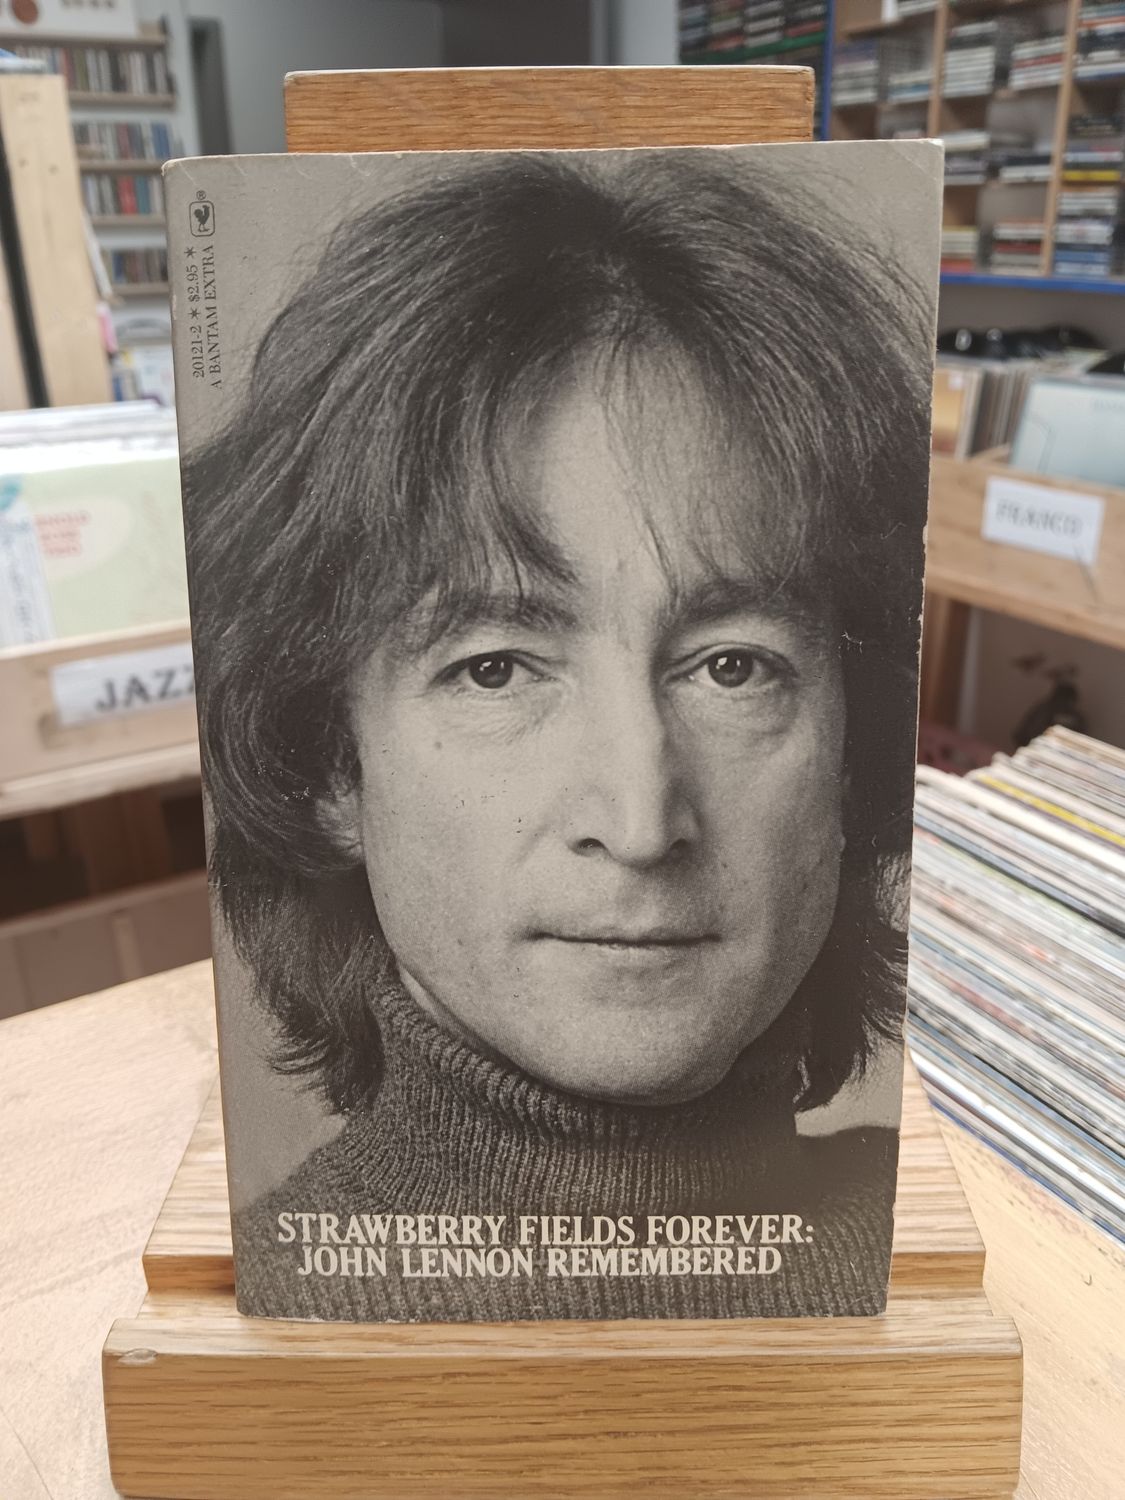 20121-2 * $2.95 *
A BANTAM EXTRA
®
JAZZ
FRANCO
STRAWBERRY FIELDS FOREVER:
JOHN LENNON REMEMBERED